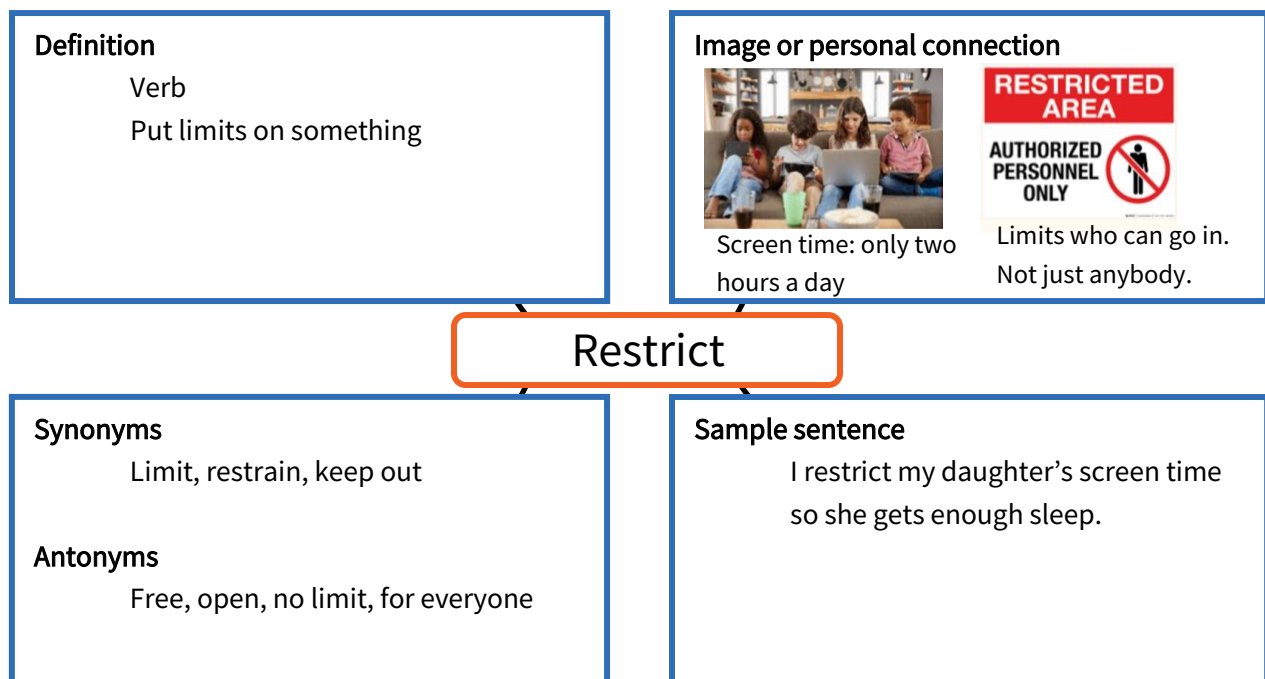 Definition
Verb
Put limits on something
Image or personal connection
RESTRICTED
AREA
AUTHORIZED
PERSONNEL
ONLY
Screen time: only two
hours a day
Limits who can go in.
Not just anybody.
Restrict
Synonyms
Limit, restrain, keep out
Antonyms
Free, open, no limit, for everyone
Sample sentence
I restrict my daughter’s screen time
so she gets enough sleep.